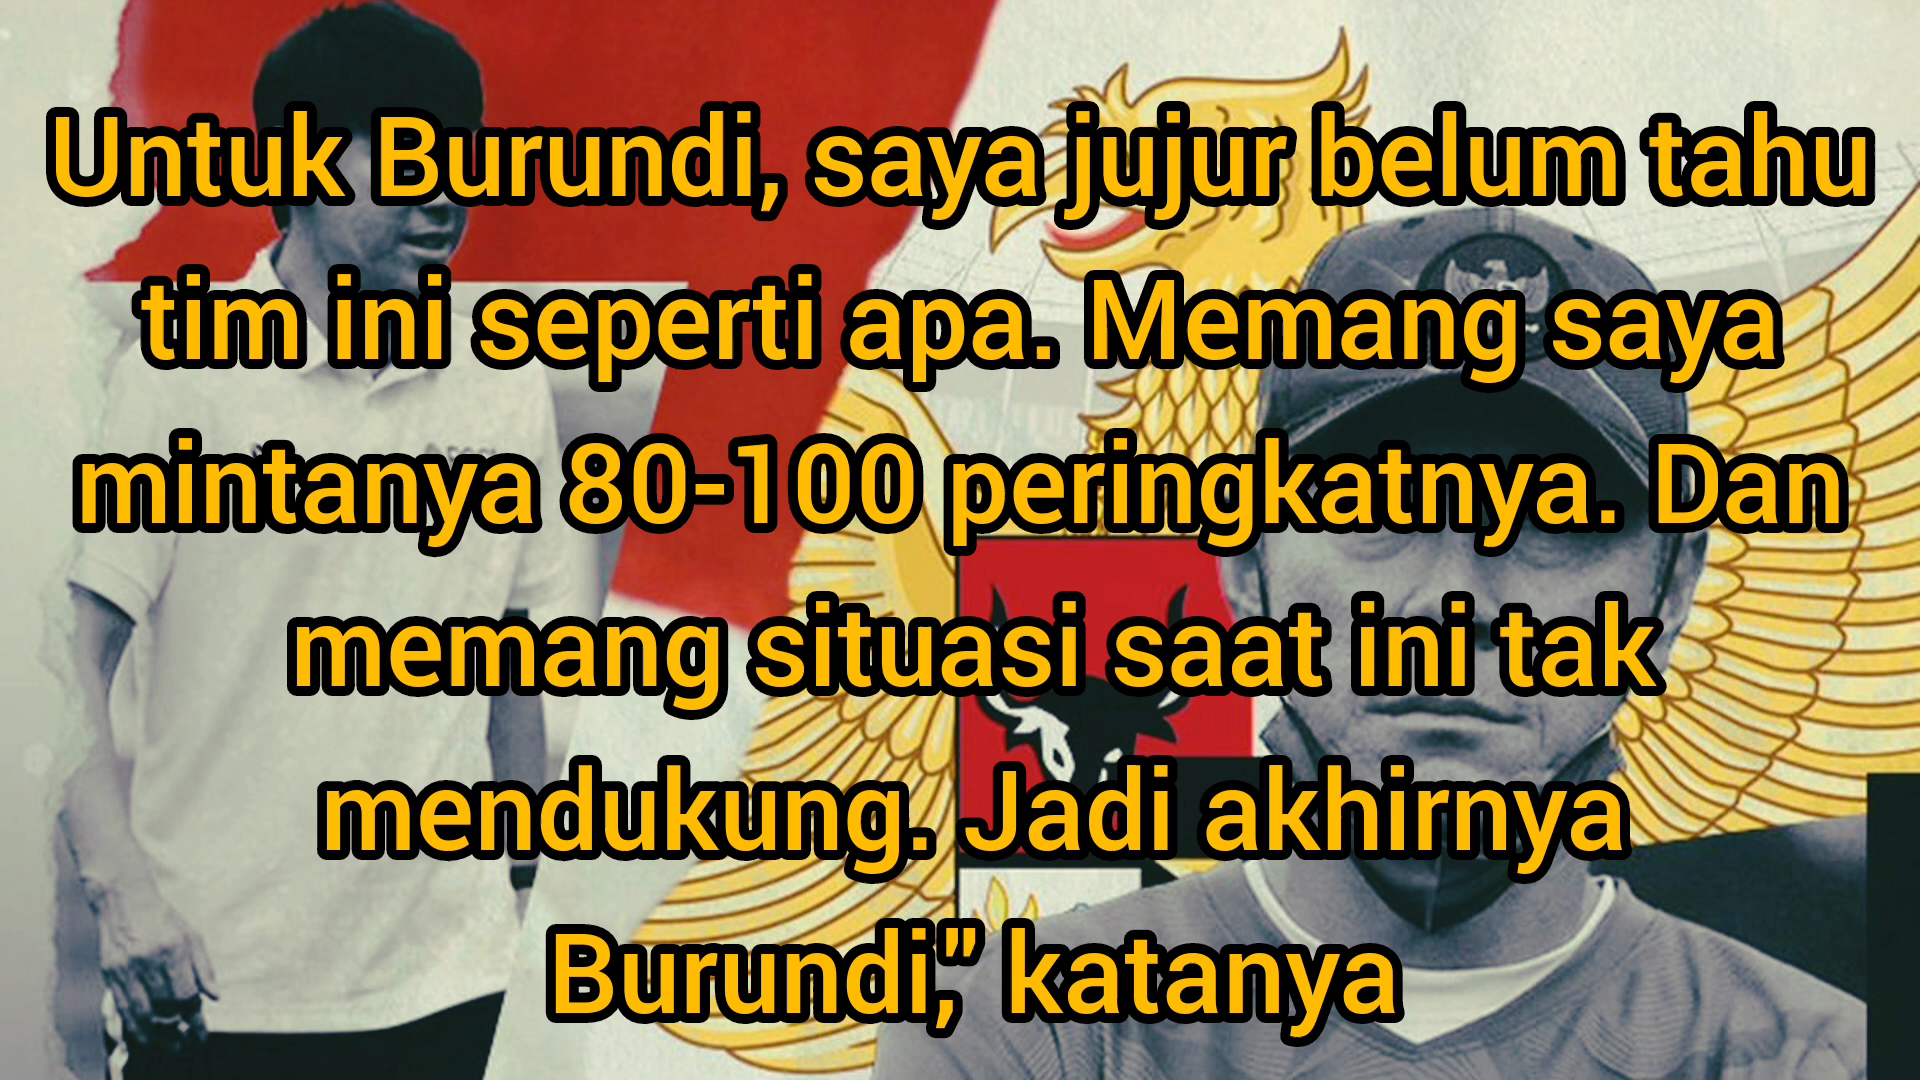 Untuk Burundi, saya jujur belum tahu
tim ini seperti apa. Memang saya
mintanya 80-100 peringkatnya. Dan
memang situasi saat ini tak
mendukung. Jadi akhirnya
Burundi," katanya